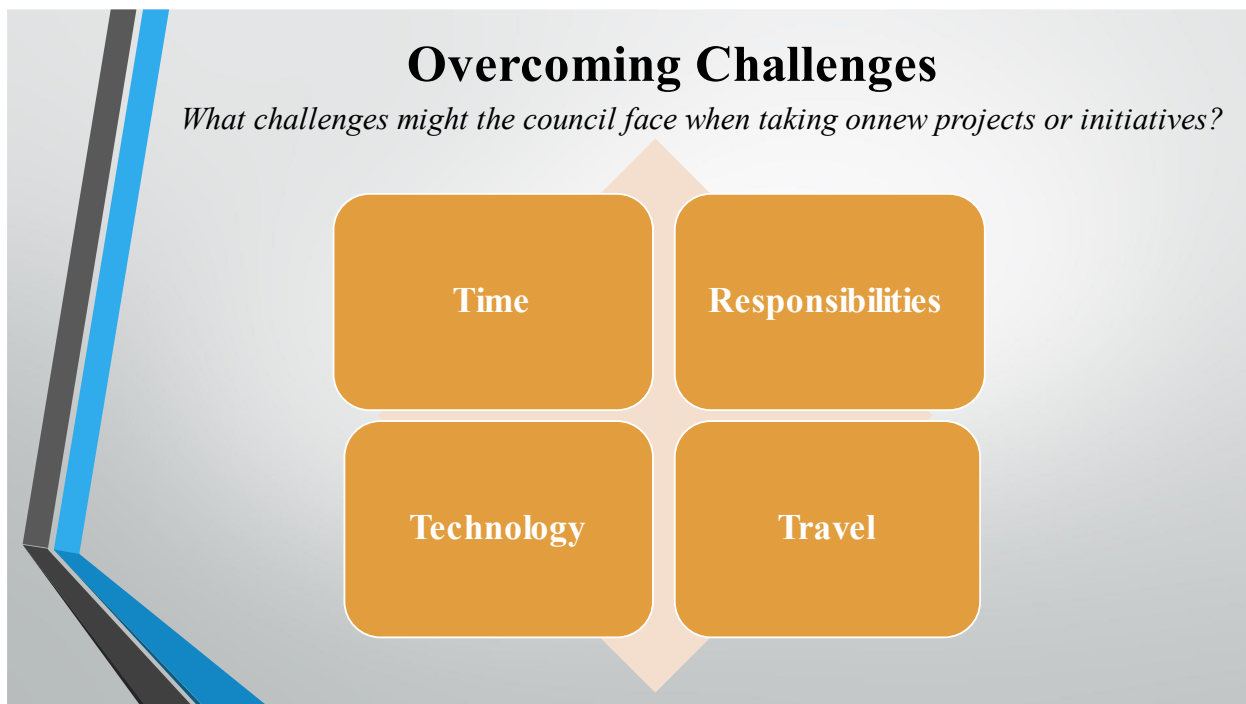 Overcoming Challenges
What challenges might the council face when taking onnew projects or initiatives?
Time
Responsibilities
Technology
Travel